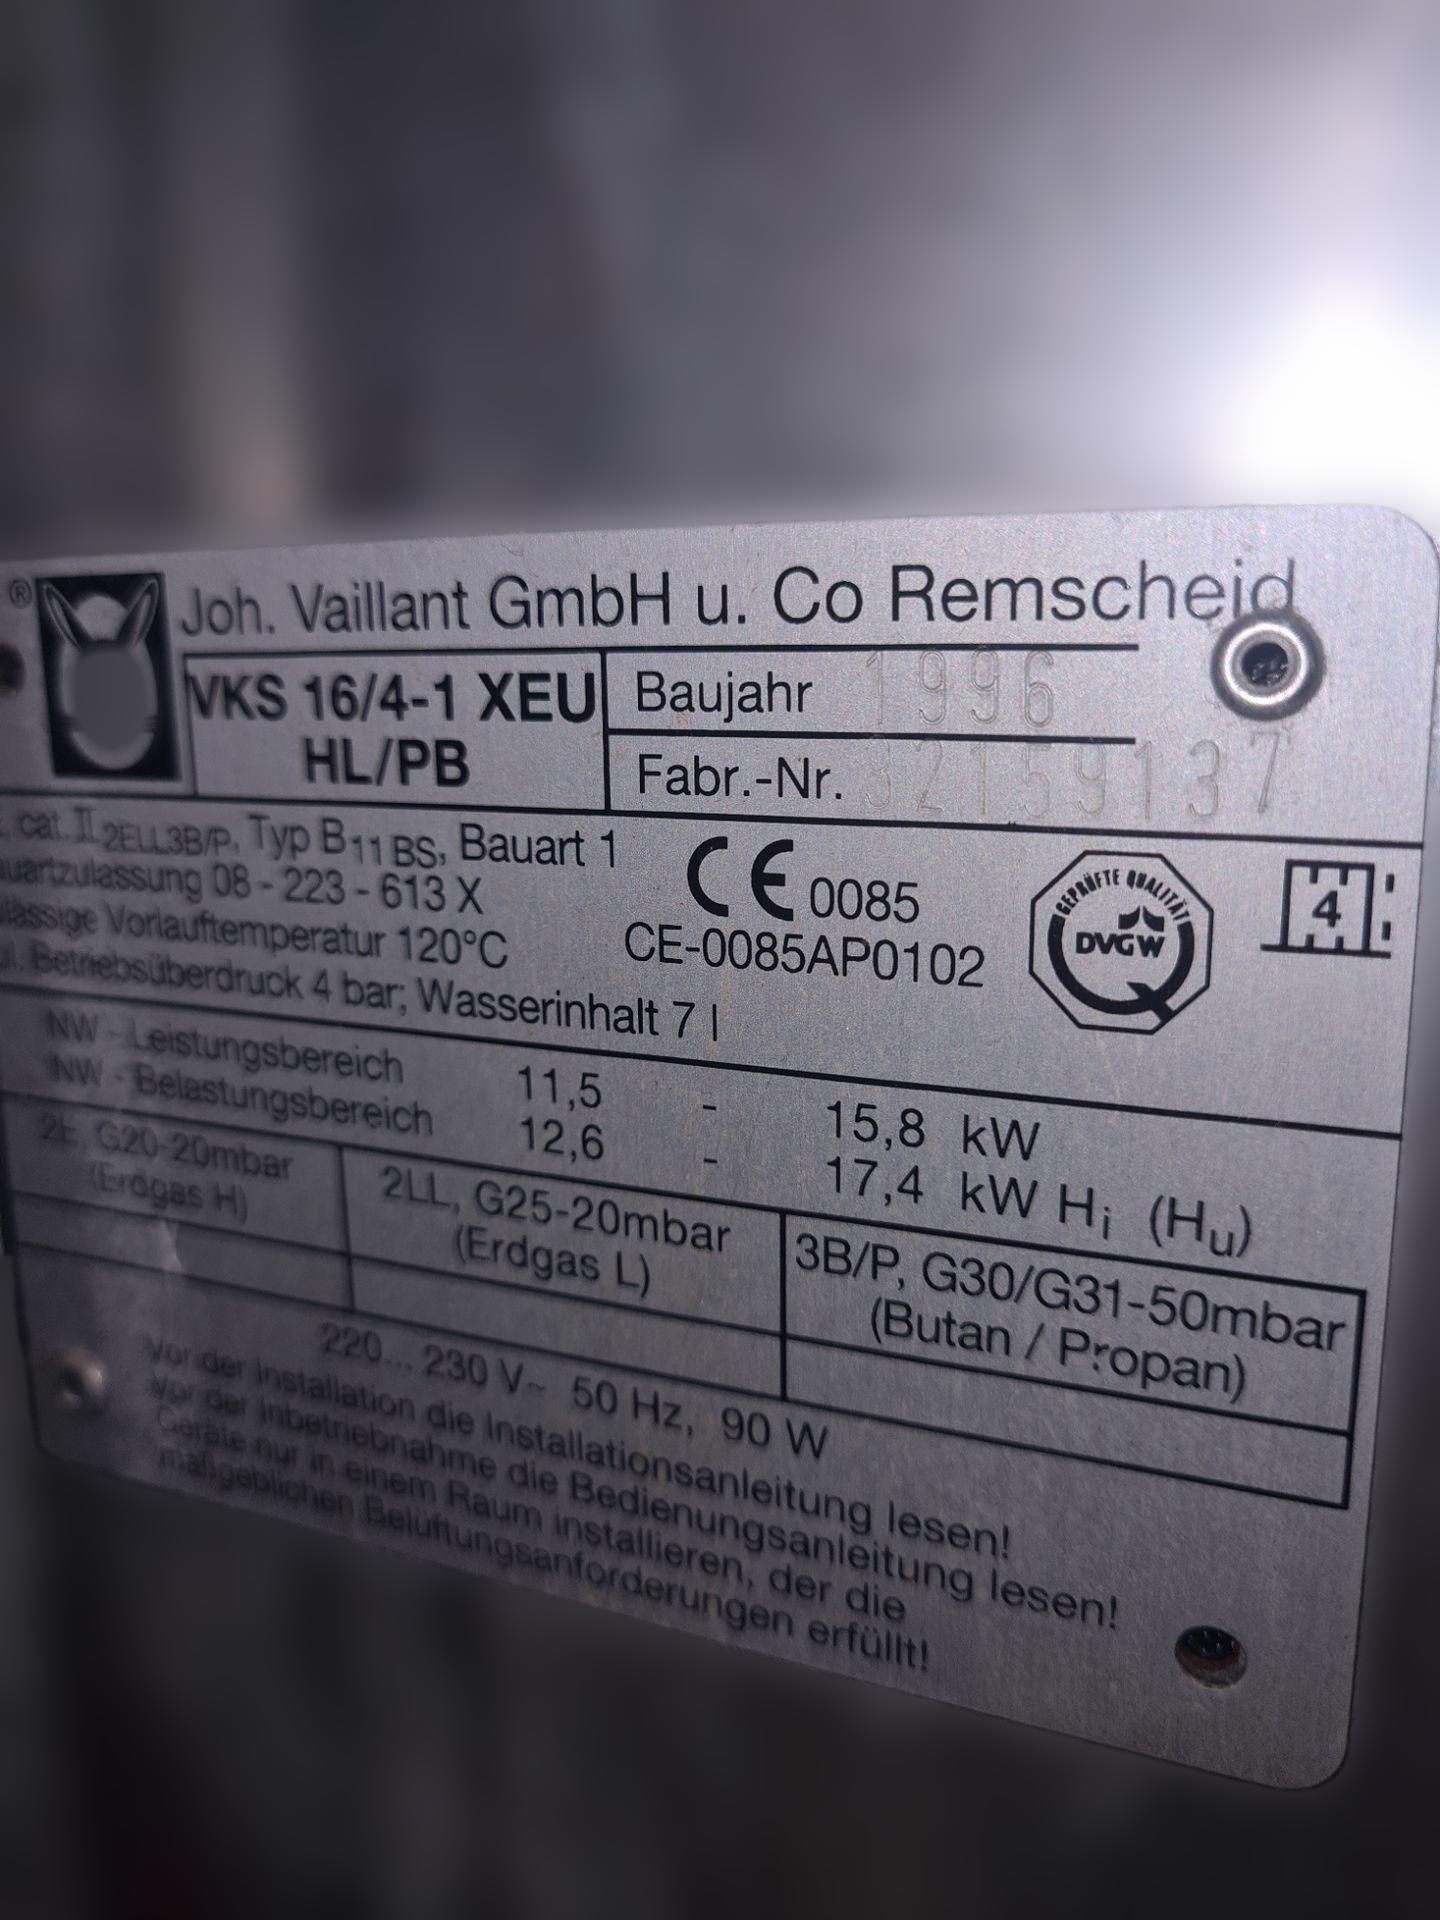 ®
Joh. Vaillant GmbH u. Co Remscheid
VKS 16/4-1 XEU
HL/PB
Baujahr 1996
Fabr.-Nr. 32159137
cat. II2ELL3B/P, Typ B11 BS, Bauart 1
auartzulassung 08 - 223 - 613 X
lässige Vorlauftemperatur 120°C
l. Betriebsüberdruck 4 bar; Wasserinhalt 7 l
CE 0085
CE-0085AP0102
GEPRÜFTE QUALITÄT
DVGW
4
NW - Leistungsbereich 11,5 - 15,8 kW
NW - Belastungsbereich 12,6 - 17,4 kW Hi (Hu)
2E, G20-20mbar
(Erdgas H)
2LL, G25-20mbar
(Erdgas L)
3B/P, G30/G31-50mbar
(Butan / Propan)
220... 230 V~ 50 Hz, 90 W
Vor der Installation die Installationsanleitung lesen!
Vor der Inbetriebnahme die Bedienungsanleitung lesen!
Geräte nur in einem Raum installieren, der die
maßgeblichen Belüftungsanforderungen erfüllt!